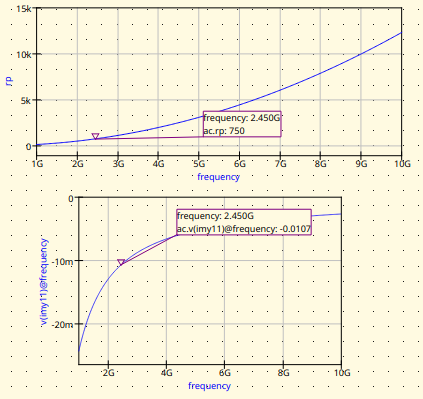 15k
10k
rp
5k
frequency: 2.450G
ac.rp: 750
0
1G 2G 3G 4G 5G 6G 7G 8G 9G 10G
frequency
0
frequency: 2.450G
ac.v(imy11)@frequency: -0.0107
-10m
v(imy11)@frequency
-20m
2G 4G 6G 8G 10G
frequency